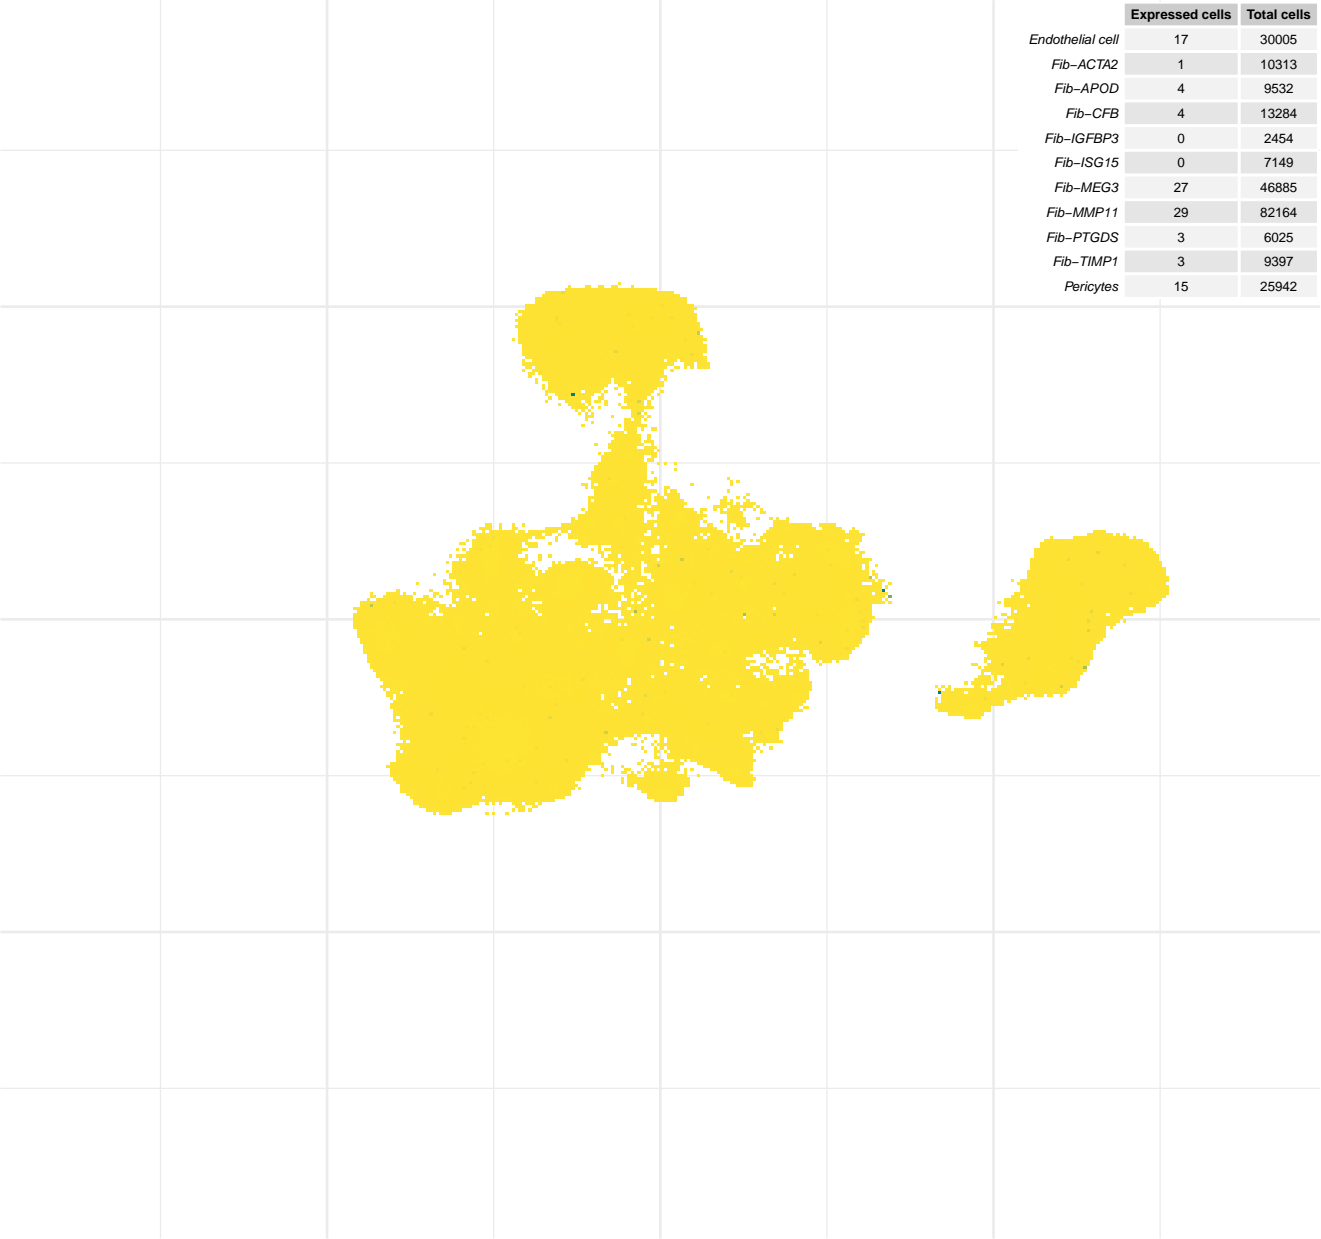 Expressed cells Total cells
Endothelial cell 17 30005
Fib−ACTA2 1 10313
Fib−APOD 4 9532
Fib−CFB 4 13284
Fib−IGFBP3 0 2454
Fib−ISG15 0 7149
Fib−MEG3 27 46885
Fib−MMP11 29 82164
Fib−PTGDS 3 6025
Fib−TIMP1 3 9397
Pericytes 15 25942